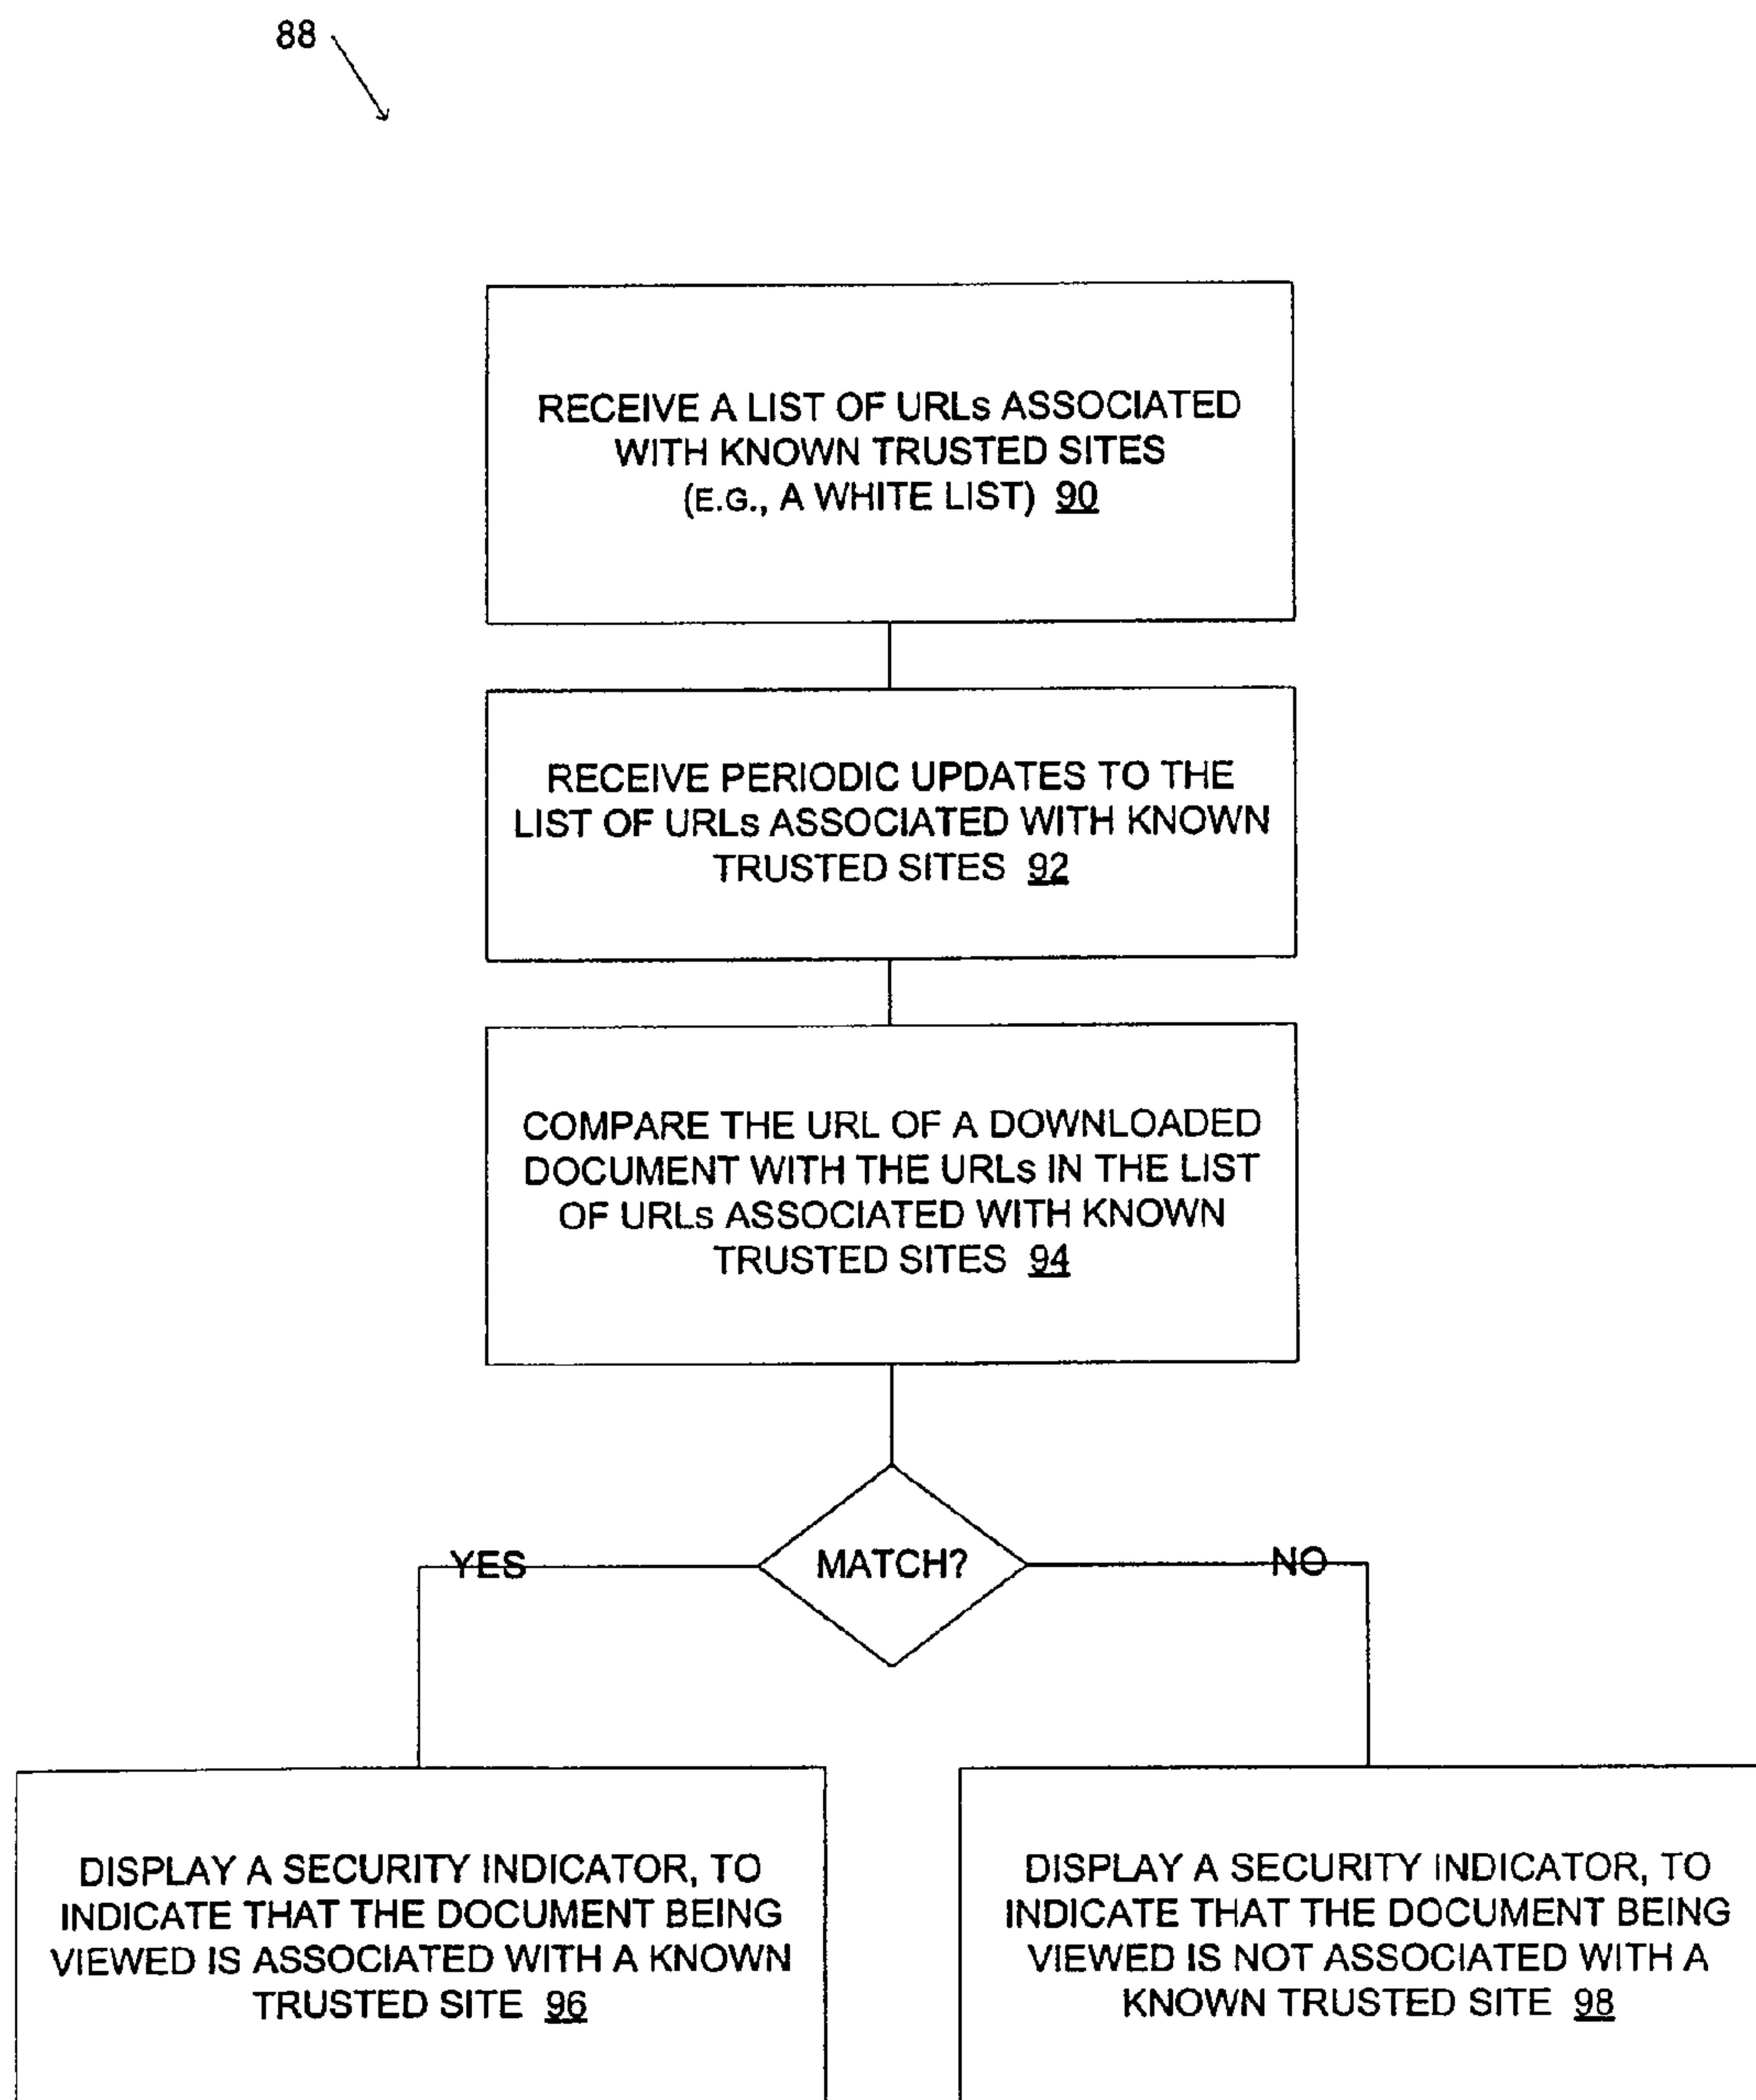 88
RECEIVE A LIST OF URLs ASSOCIATED
WITH KNOWN TRUSTED SITES
(E.G., A WHITE LIST) 90
RECEIVE PERIODIC UPDATES TO THE
LIST OF URLs ASSOCIATED WITH KNOWN
TRUSTED SITES 92
COMPARE THE URL OF A DOWNLOADED
DOCUMENT WITH THE URLs IN THE LIST
OF URLs ASSOCIATED WITH KNOWN
TRUSTED SITES 94
YES
MATCH?
NO
DISPLAY A SECURITY INDICATOR, TO
INDICATE THAT THE DOCUMENT BEING
VIEWED IS ASSOCIATED WITH A KNOWN
TRUSTED SITE 96
DISPLAY A SECURITY INDICATOR, TO
INDICATE THAT THE DOCUMENT BEING
VIEWED IS NOT ASSOCIATED WITH A
KNOWN TRUSTED SITE 98